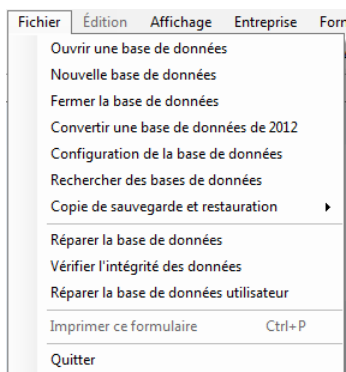 Fichier Édition Affichage Entreprise
Ouvrir une base de données
Nouvelle base de données
Fermer la base de données
Convertir une base de données de 2012
Configuration de la base de données
Rechercher des bases de données
Copie de sauvegarde et restauration
Réparer la base de données
Vérifier l'intégrité des données
Réparer la base de données utilisateur
Imprimer ce formulaire Ctrl+P
Quitter